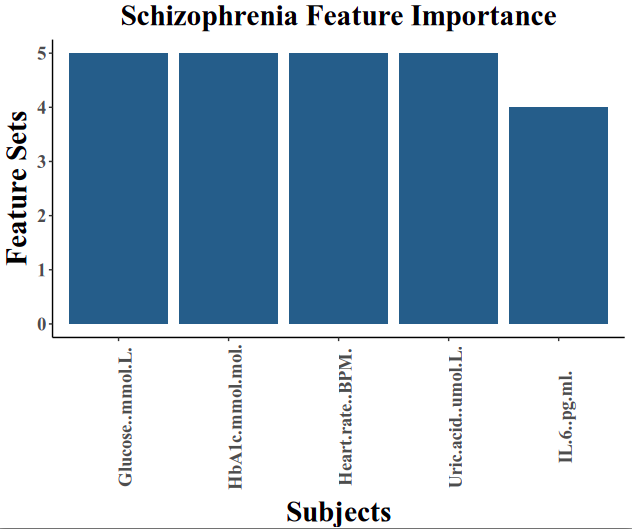 Schizophrenia Feature Importance
Feature Sets
5
4
3
2
1
0
Glucose..mmol.L.
HbA1c.mmol.mol.
Heart.rate..BPM.
Uric.acid..umol.L.
IL.6..pg.ml.
Subjects